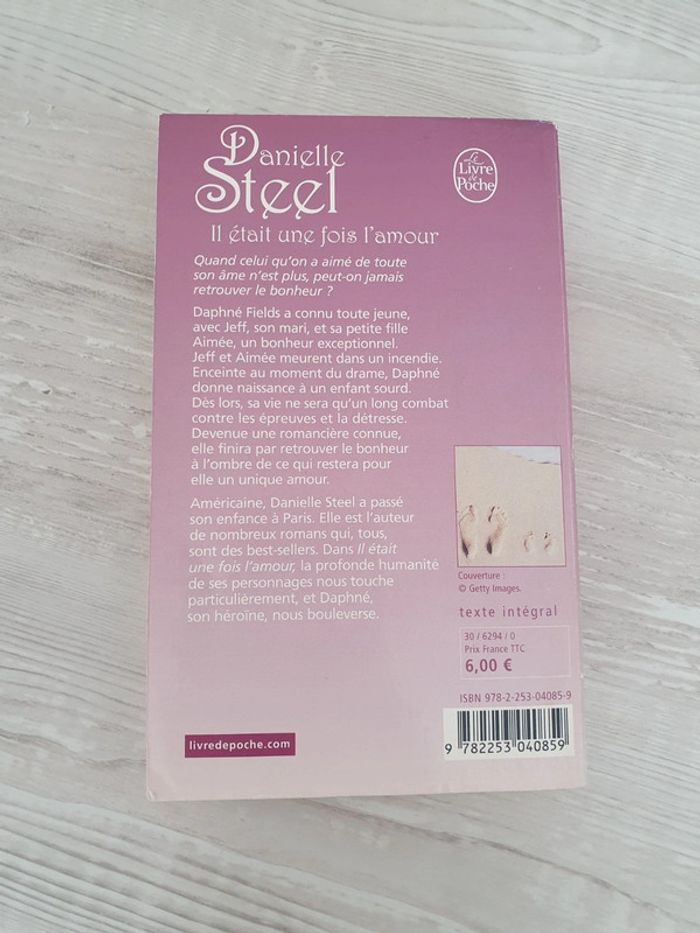 Danielle
Steel
Le
Livre
de
Poche
Il était une fois l'amour
Quand celui qu'on a aimé de toute
son âme n'est plus, peut-on jamais
retrouver le bonheur ?
Daphné Fields a connu toute jeune,
avec Jeff, son mari, et sa petite fille
Aimée, un bonheur exceptionnel.
Jeff et Aimée meurent dans un incendie.
Enceinte au moment du drame, Daphné
donne naissance à un enfant sourd.
Dès lors, sa vie ne sera qu'un long combat
contre les épreuves et la détresse.
Devenue une romancière connue,
elle finira par retrouver le bonheur
à l'ombre de ce qui restera pour
elle un unique amour.
Américaine, Danielle Steel a passé
son enfance à Paris. Elle est l'auteur
de nombreux romans qui, tous,
sont des best-sellers. Dans Il était
une fois l'amour, la profonde humanité
de ses personnages nous touche
particulièrement, et Daphné,
son héroïne, nous bouleverse.
Couverture :
© Getty Images.
texte intégral
30 / 6294 / 0
Prix France TTC
6,00 €
ISBN 978-2-253-04085-9
9 782253 040859
livredepoche.com